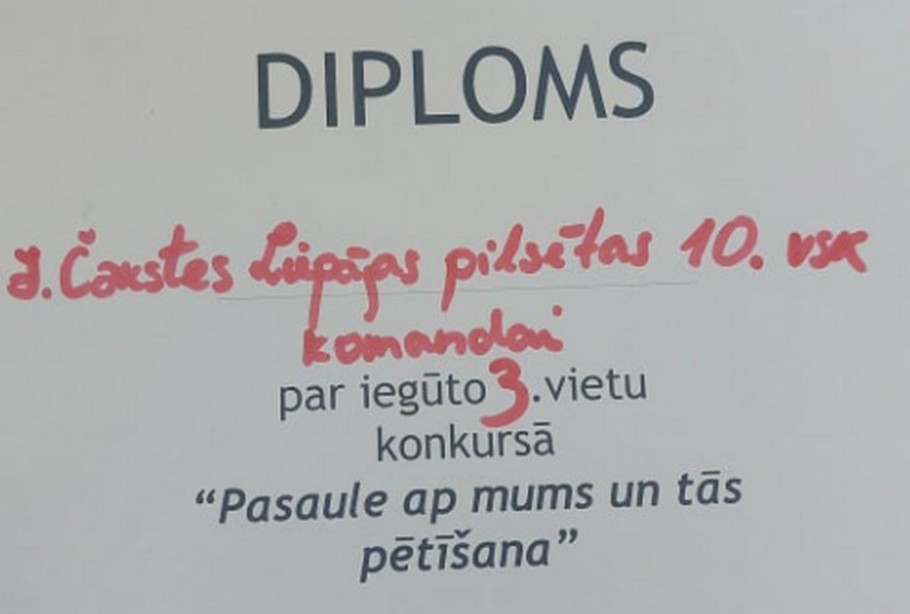 DIPLOMS
J. Čakstes Liepājas pilsētas 10. vsk
komandai
par iegūto 3.vietu
konkursā
“Pasaule ap mums un tās
pētīšana”